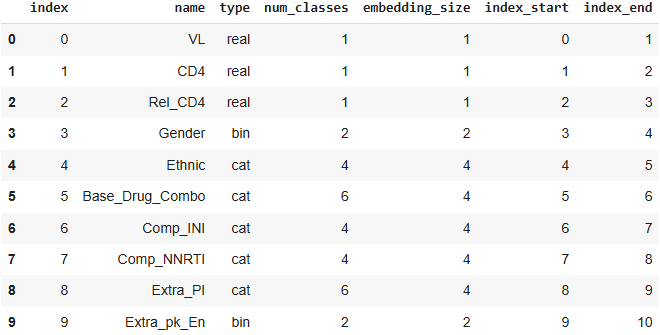 index name type num_classes embedding_size index_start index_end
0 0 VL real 1 1 0 1
1 1 CD4 real 1 1 1 2
2 2 Rel_CD4 real 1 1 2 3
3 3 Gender bin 2 2 3 4
4 4 Ethnic cat 4 4 4 5
5 5 Base_Drug_Combo cat 6 4 5 6
6 6 Comp_INI cat 4 4 6 7
7 7 Comp_NNRTI cat 4 4 7 8
8 8 Extra_PI cat 6 4 8 9
9 9 Extra_pk_En bin 2 2 9 10